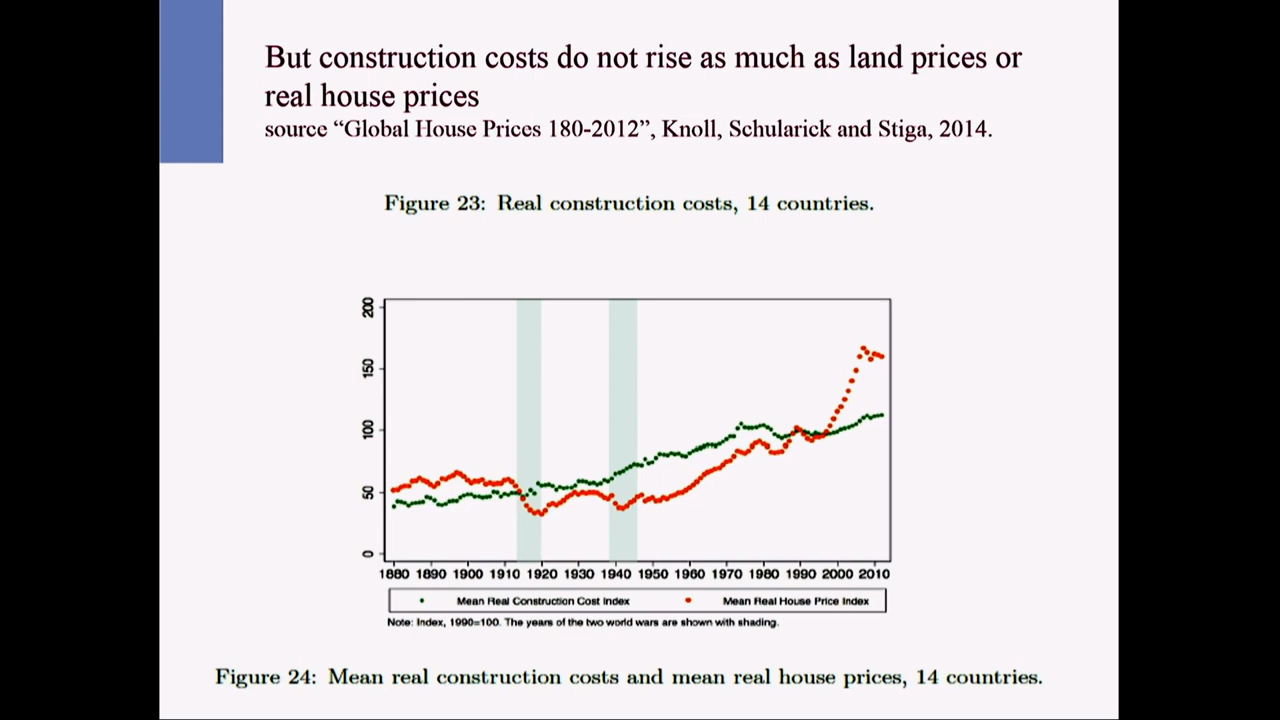 But construction costs do not rise as much as land prices or
real house prices
source “Global House Prices 180-2012”, Knoll, Schularick and Stiga, 2014.
Figure 23: Real construction costs, 14 countries.
200
150
100
50
0
1880 1890 1900 1910 1920 1930 1940 1950 1960 1970 1980 1990 2000 2010
Mean Real Construction Cost Index Mean Real House Price Index
Note: Index, 1990=100. The years of the two world wars are shown with shading.
Figure 24: Mean real construction costs and mean real house prices, 14 countries.